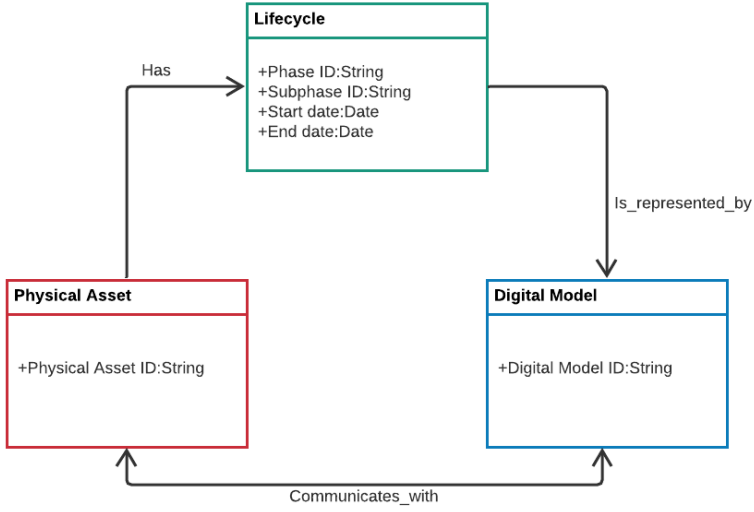 Lifecycle
+Phase ID:String
+Subphase ID:String
+Start date:Date
+End date:Date
Has
Is_represented_by
Physical Asset
+Physical Asset ID:String
Digital Model
+Digital Model ID:String
Communicates_with